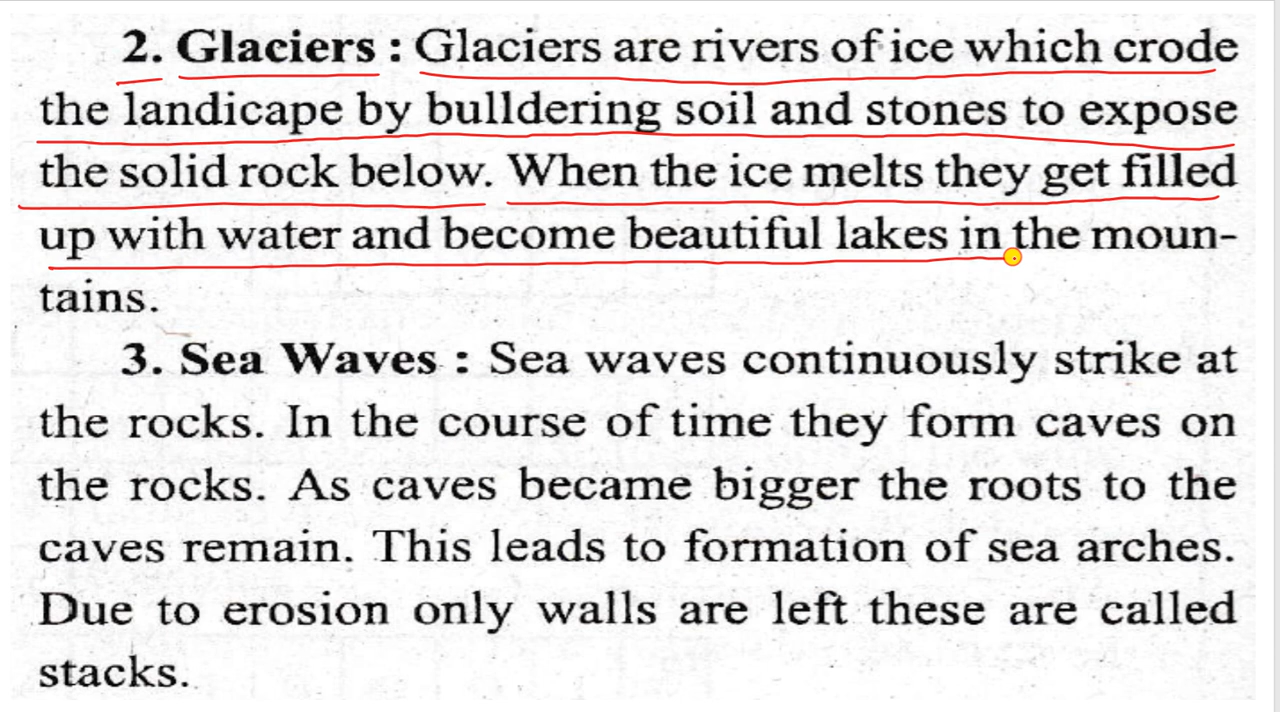 2. Glaciers : Glaciers are rivers of ice which crode
the landicape by bulldering soil and stones to expose
the solid rock below. When the ice melts they get filled
up with water and become beautiful lakes in the moun-
tains.
3. Sea Waves : Sea waves continuously strike at
the rocks. In the course of time they form caves on
the rocks. As caves became bigger the roots to the
caves remain. This leads to formation of sea arches.
Due to erosion only walls are left these are called
stacks.